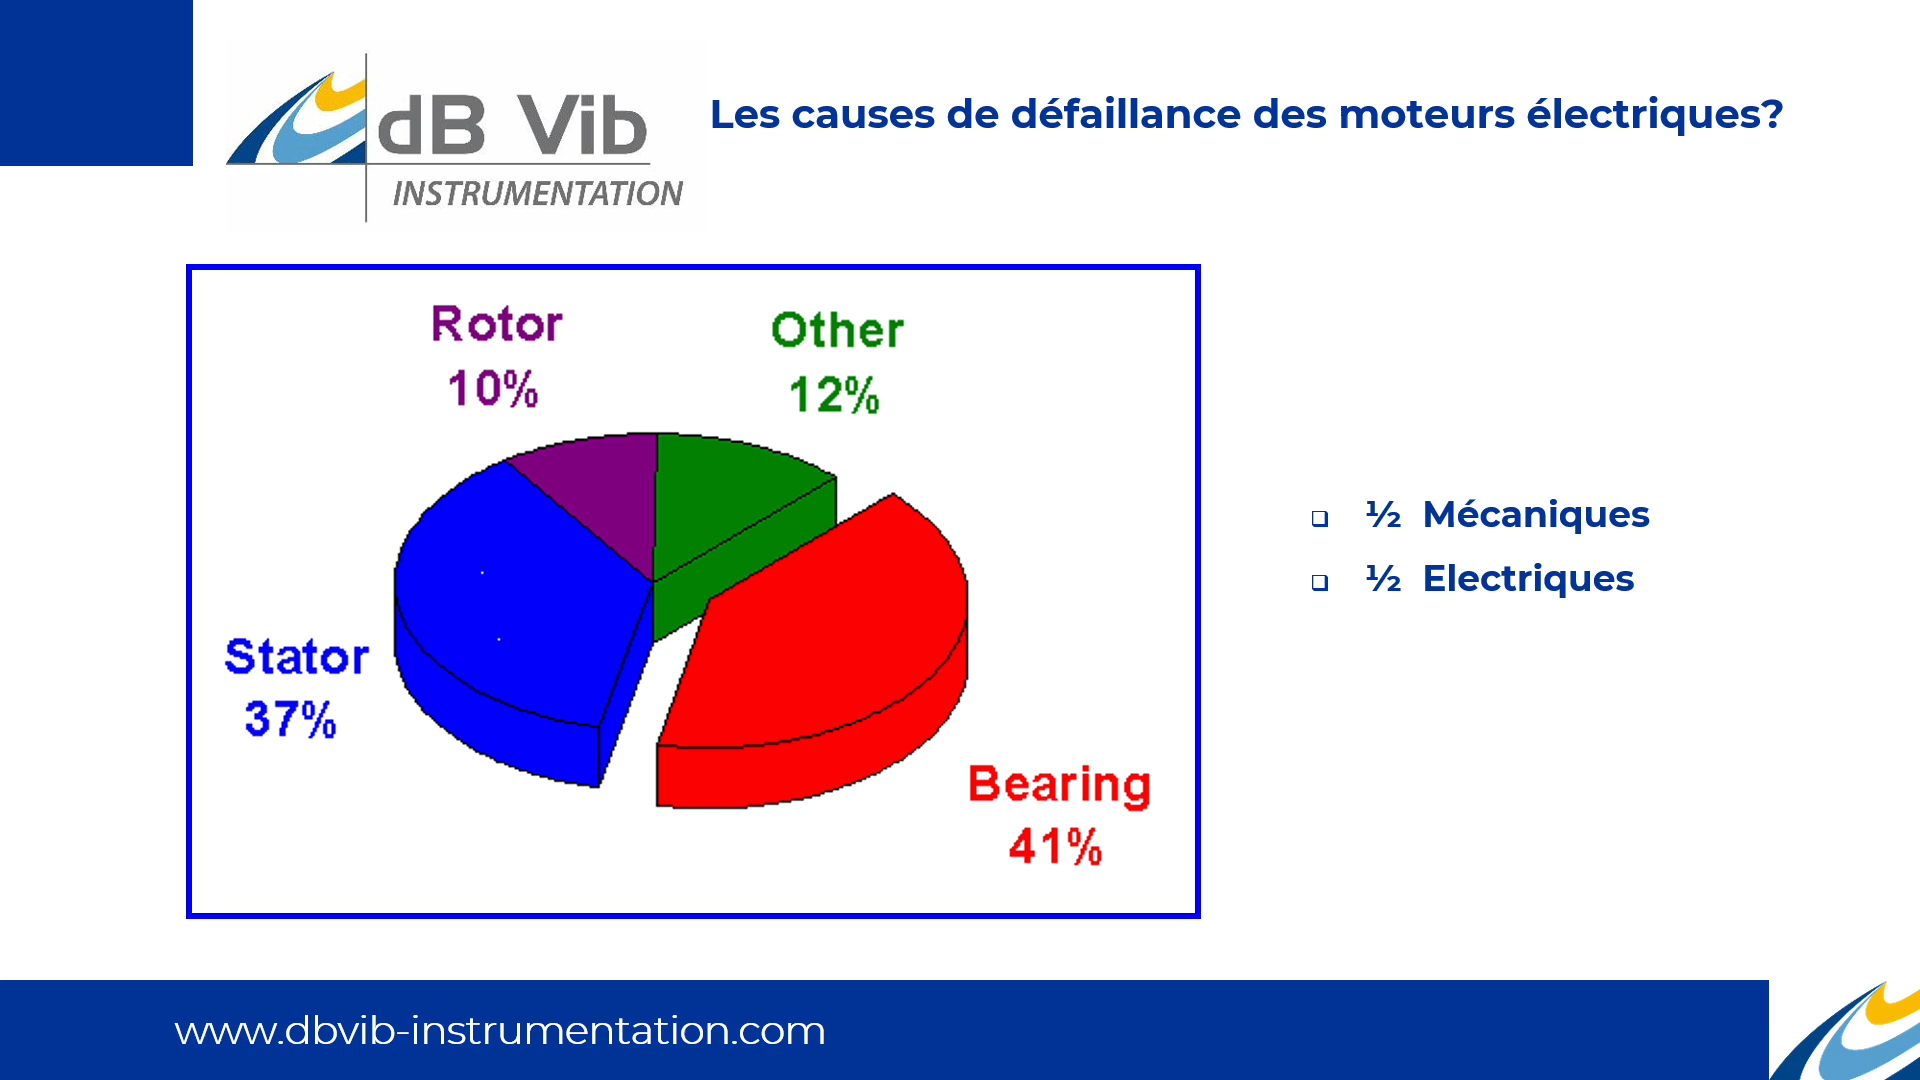 dB Vib
INSTRUMENTATION
Les causes de défaillance des moteurs électriques?
Rotor
10%
Other
12%
Stator
37%
Bearing
41%
½ Mécaniques
½ Electriques
www.dbvib-instrumentation.com